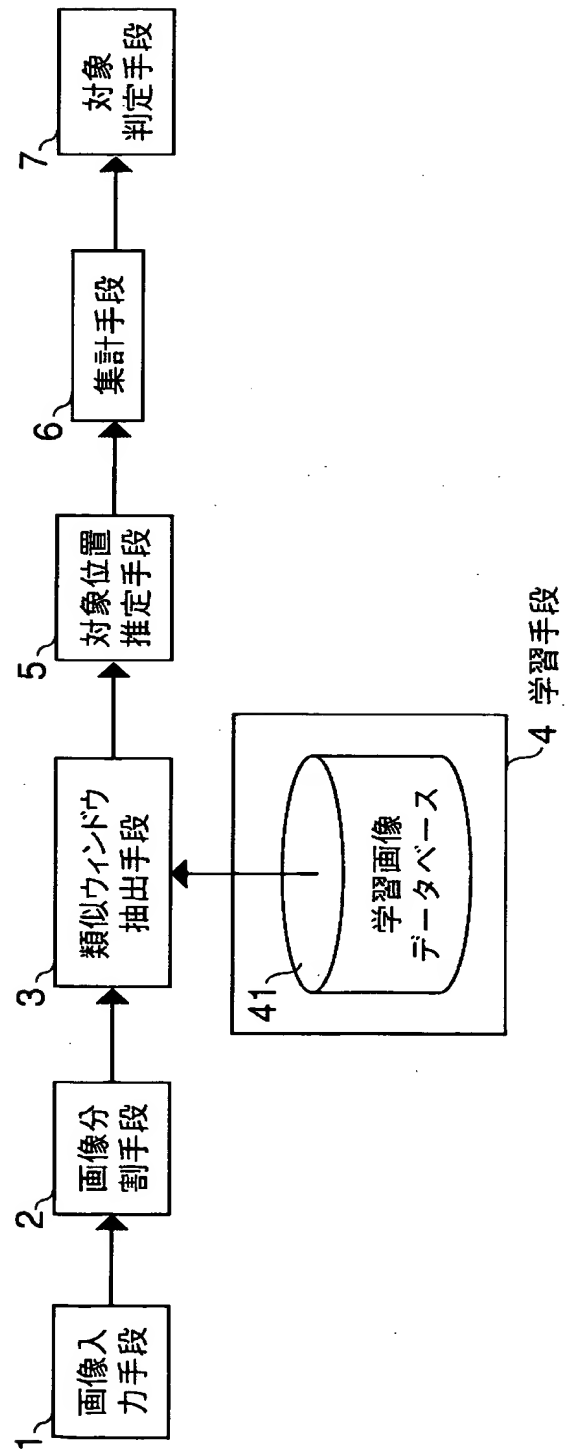 1
画像入
力手段
2
画像分
割手段
3
類似ウィンドウ
抽出手段
41
学習画像
データベース
4 学習手段
5
対象位置
推定手段
6
集計手段
7
対象
判定手段